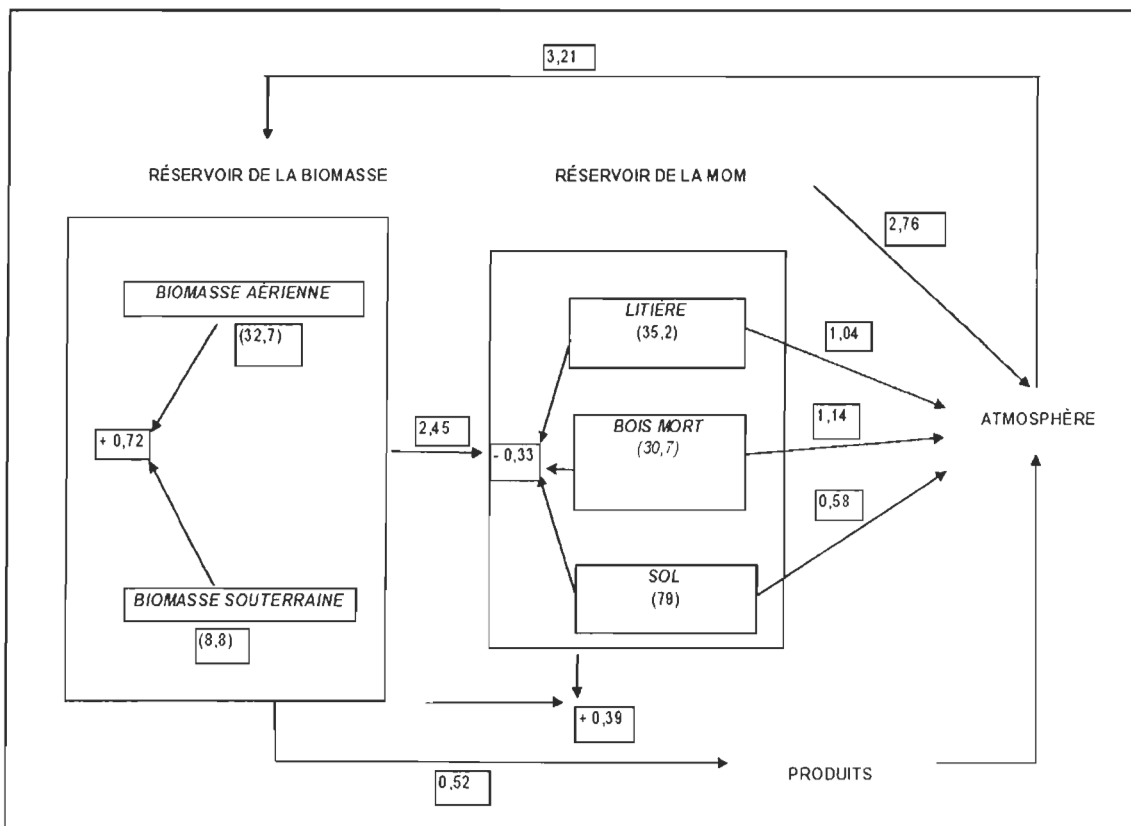 3,21
RÉSERVOIR DE LA BIOMASSE
RÉSERVOIR DE LA MOM
2,76
BIOMASSE AÉRIENNE
(32,7)
LITIÈRE
(35,2)
1,04
ATMOSPHÈRE
+ 0,72
2,45
- 0,33
BOIS MORT
(30,7)
1,14
0,58
BIOMASSE SOUTERRAINE
(8,8)
SOL
(79)
+ 0,39
0,52
PRODUITS